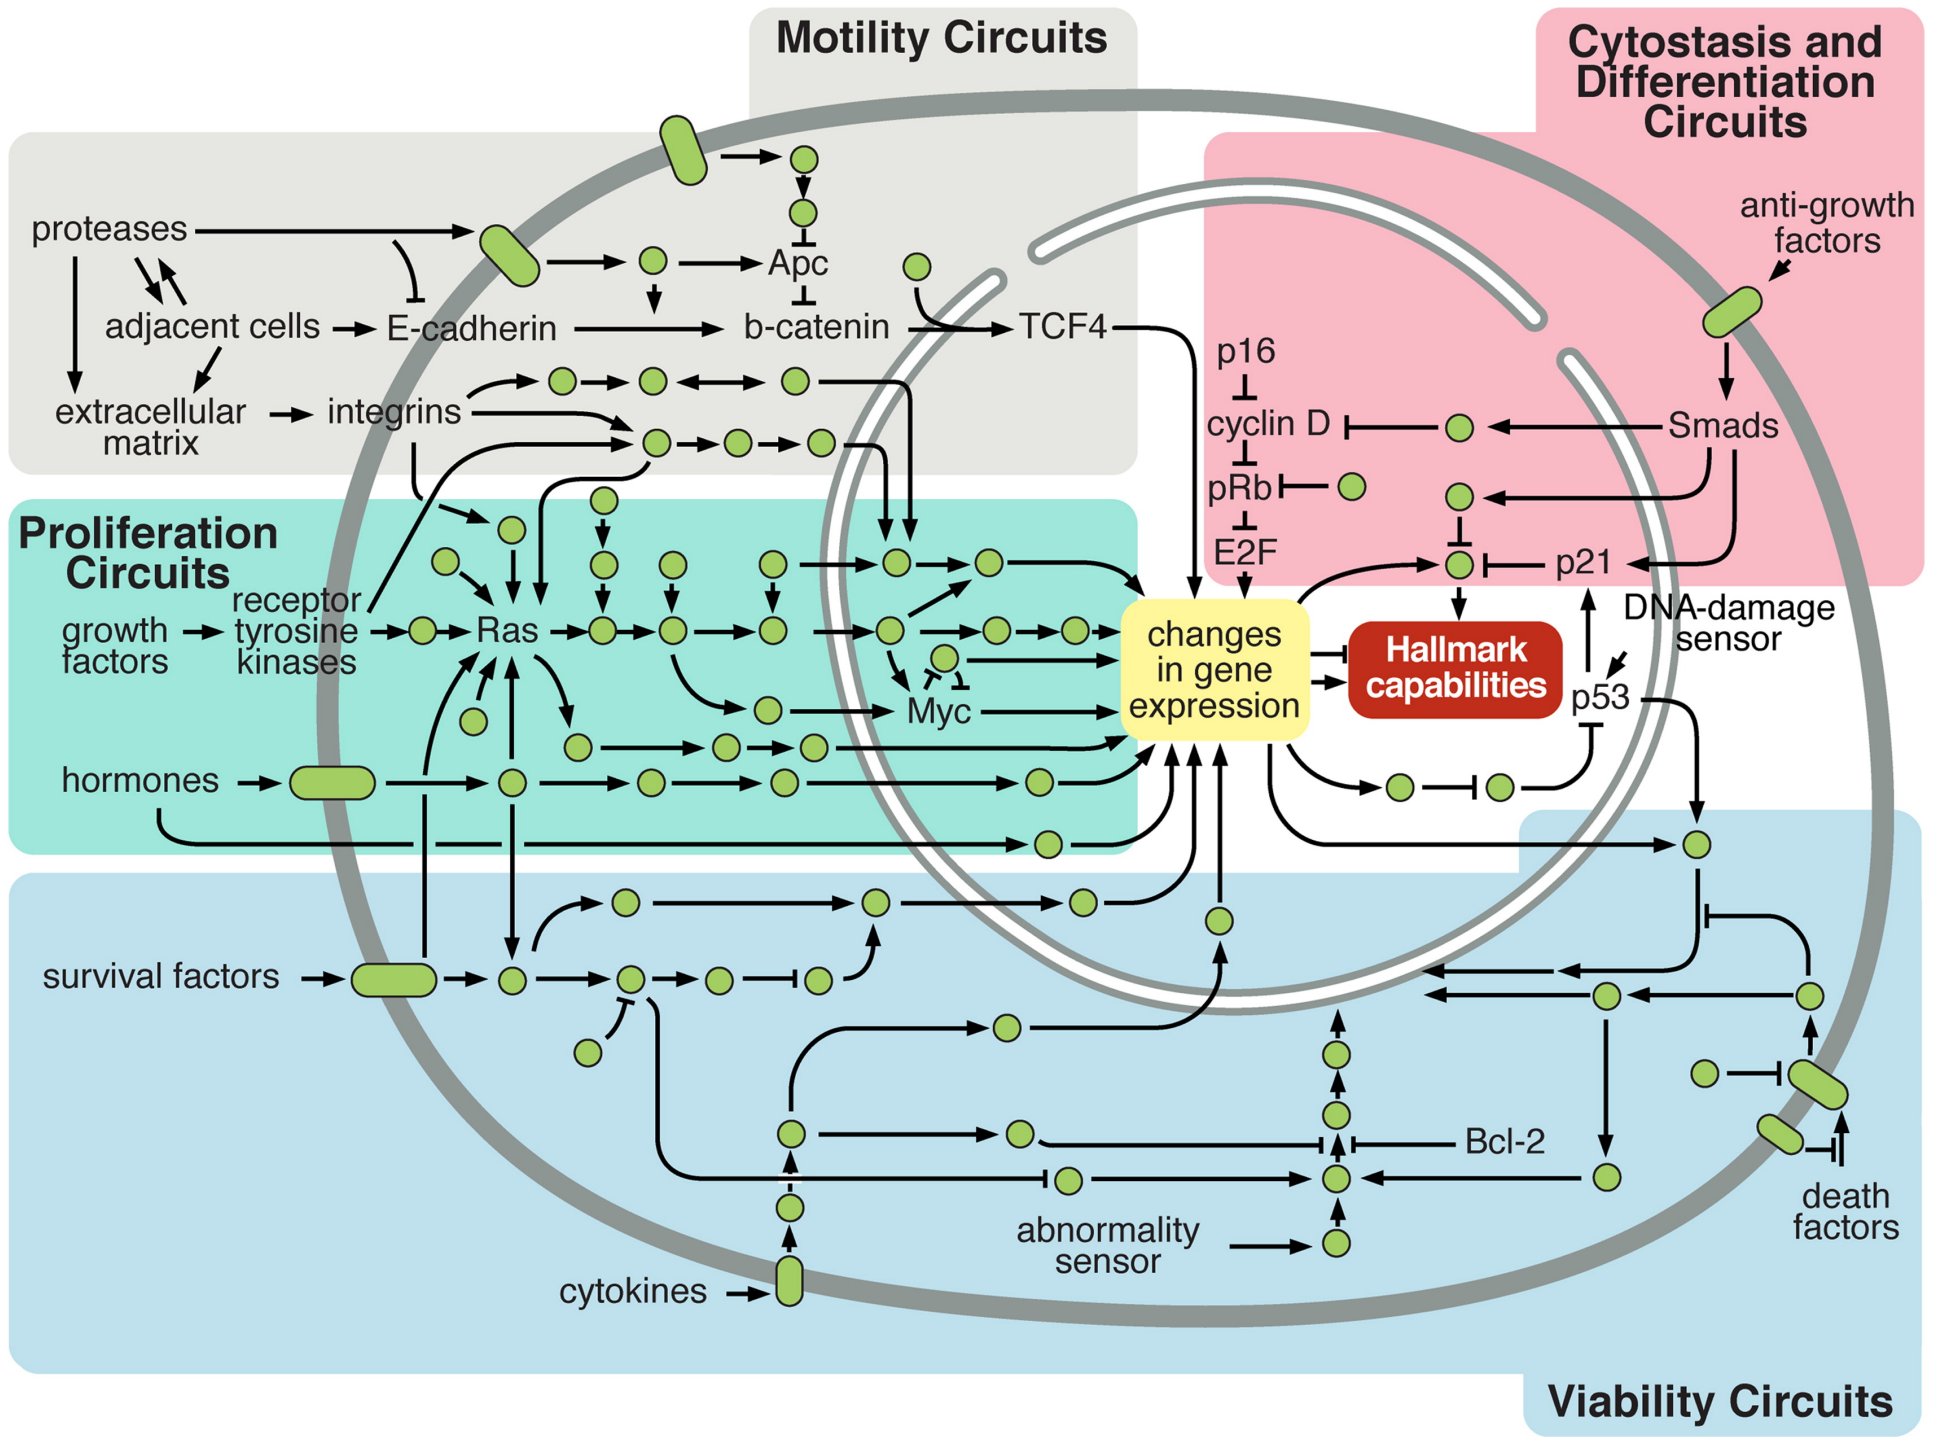 Motility Circuits
Cytostasis and
Differentiation
Circuits
proteases
adjacent cells
extracellular
matrix
E-cadherin
integrins
Apc
b-catenin
TCF4
anti-growth
factors
p16
cyclin D
pRb
E2F
Smads
p21
DNA-damage
sensor
p53
Proliferation
Circuits
growth
factors
receptor
tyrosine
kinases
Ras
Myc
hormones
changes
in gene
expression
Hallmark
capabilities
survival factors
Bcl-2
abnormality
sensor
cytokines
death
factors
Viability Circuits